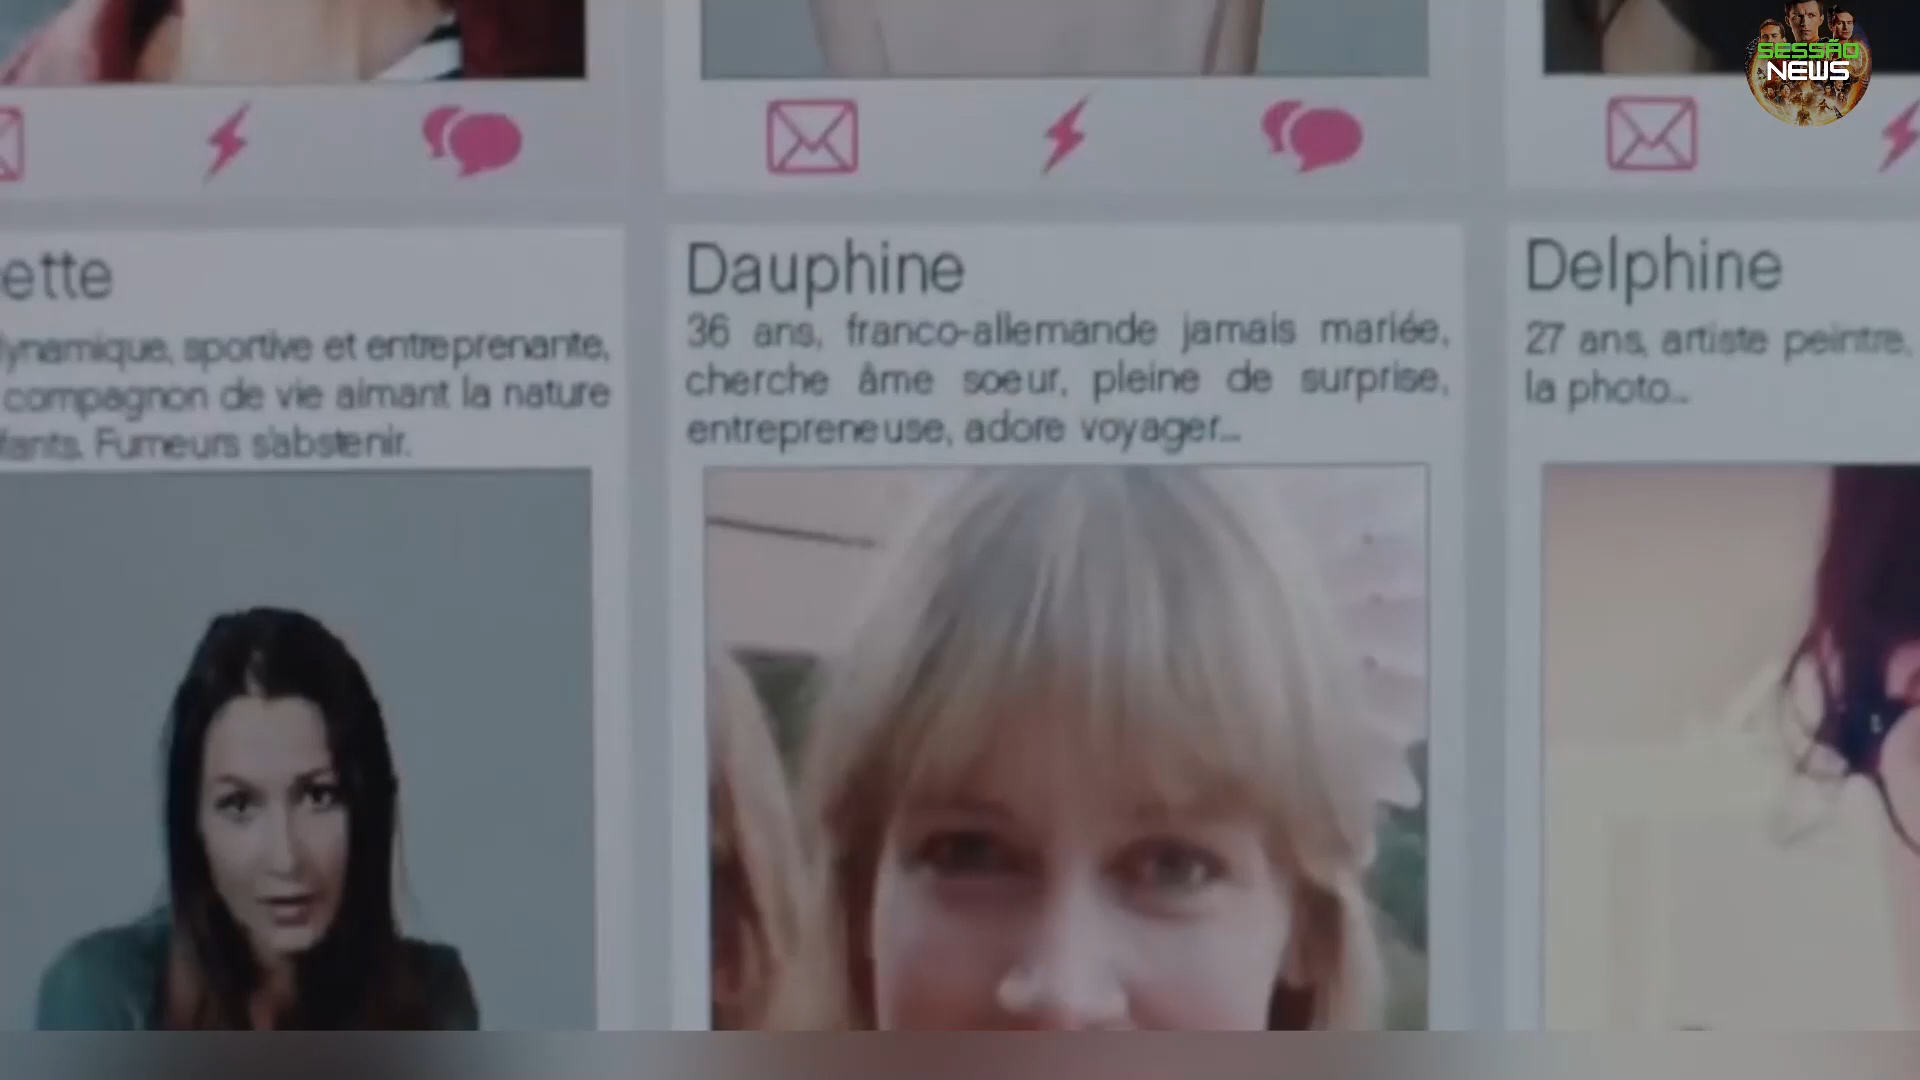 SESSÃO
NEWS
ette
dynamique, sportive et entreprenante,
compagnon de vie aimant la nature
fants. Fumeurs s'abstenir.
Dauphine
36 ans, franco-allemande jamais mariée,
cherche âme soeur, pleine de surprise,
entrepreneuse, adore voyager...
Delphine
27 ans, artiste peintre,
la photo...